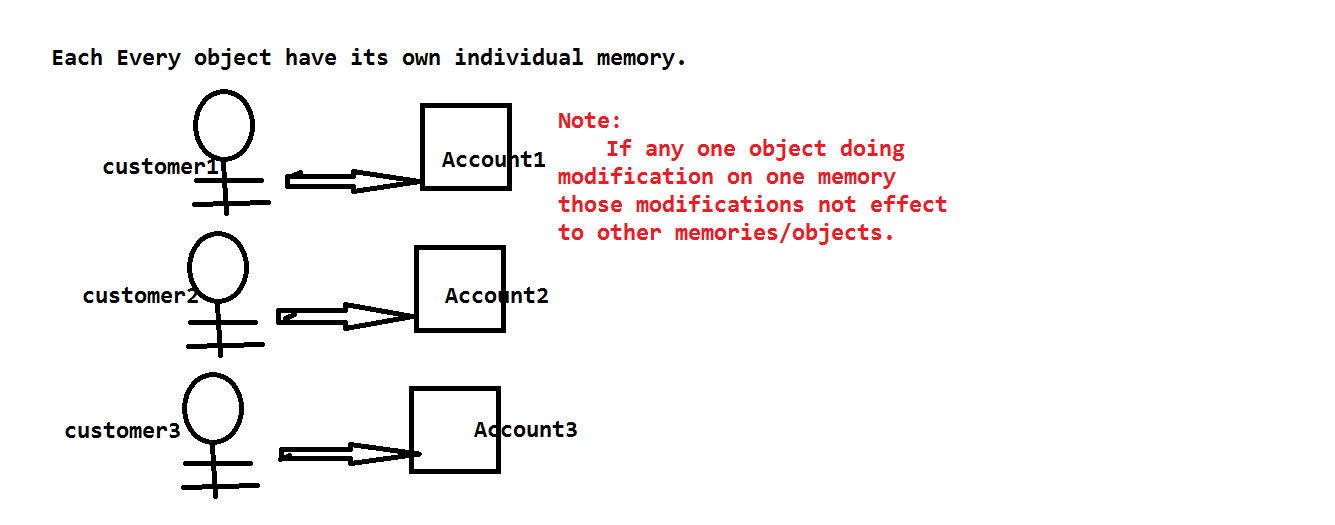 Each Every object have its own individual memory.
customer1
Account1
Note:
If any one object doing
modification on one memory
those modifications not effect
to other memories/objects.
customer2
Account2
customer3
Account3